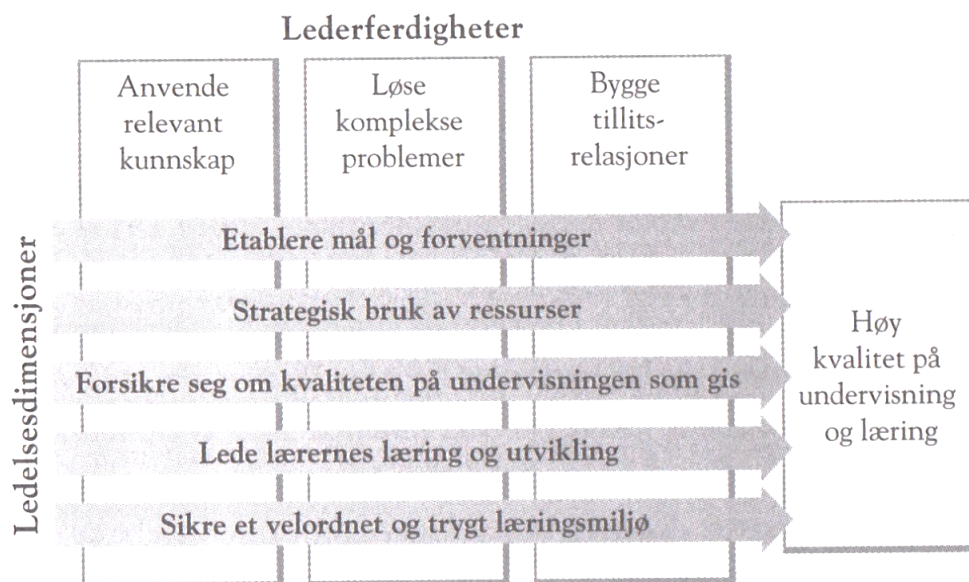 Lederferdigheter
Anvende
relevant
kunnskap
Løse
komplekse
problemer
Bygge
tillits-
relasjoner
Ledelsesdimensjoner
Etablere mål og forventninger
Strategisk bruk av ressurser
Forsikre seg om kvaliteten på undervisningen som gis
Lede lærernes læring og utvikling
Sikre et velordnet og trygt læringsmiljø
Høy
kvalitet på
undervisning
og læring